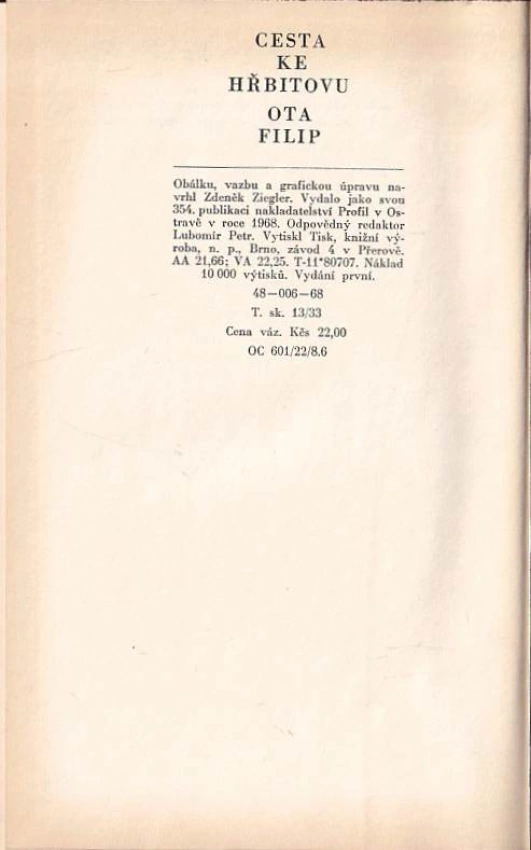 CESTA
KE
HŘBITOVU
OTA
FILIP
Obálku, vazbu a grafickou úpravu na-
vrhl Zdeněk Ziegler. Vydalo jako svou
354. publikaci nakladatelství Profil v Os-
travě v roce 1968. Odpovědný redaktor
Lubomír Petr. Vytiskl Tisk, knižní vý-
roba, n. p., Brno, závod 4 v Přerově.
AA 21,66; VA 22,25. T-11*80707. Náklad
10 000 výtisků. Vydání první.
48—006—68
T. sk. 13/33
Cena váz. Kčs 22,00
OC 601/22/8.6